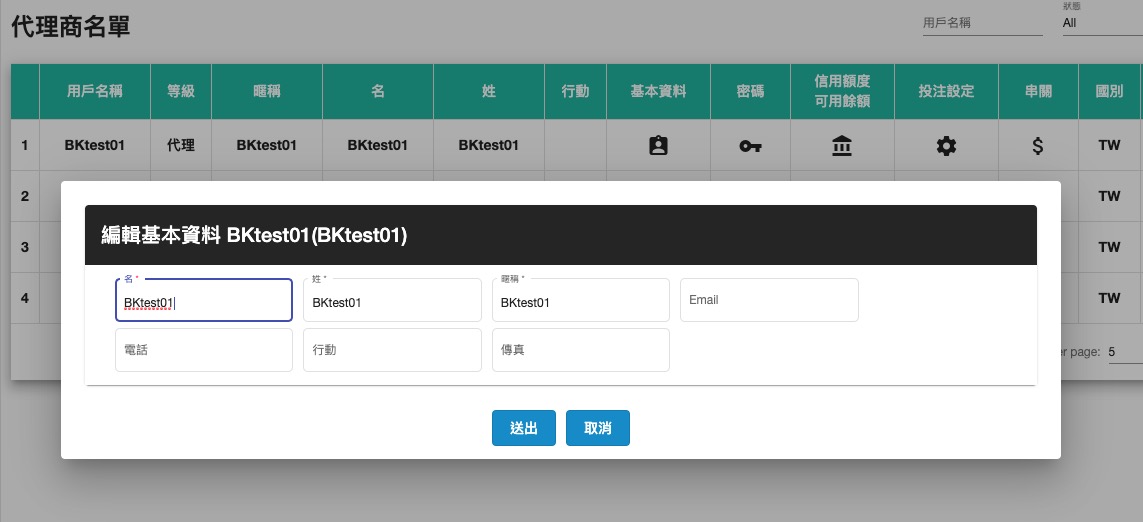 代理商名單
用戶名稱
狀態
All
用戶名稱 等級 暱稱 名 姓 行動 基本資料 密碼 信用額度 投注設定 串關 國別
可用餘額
1 BKtest01 代理 BKtest01 BKtest01 BKtest01 TW
2 TW
3 TW
4 TW
er page: 5
編輯基本資料 BKtest01(BKtest01)
名 * 姓 * 暱稱 *
BKtest01 BKtest01 BKtest01 Email
電話 行動 傳真
送出 取消